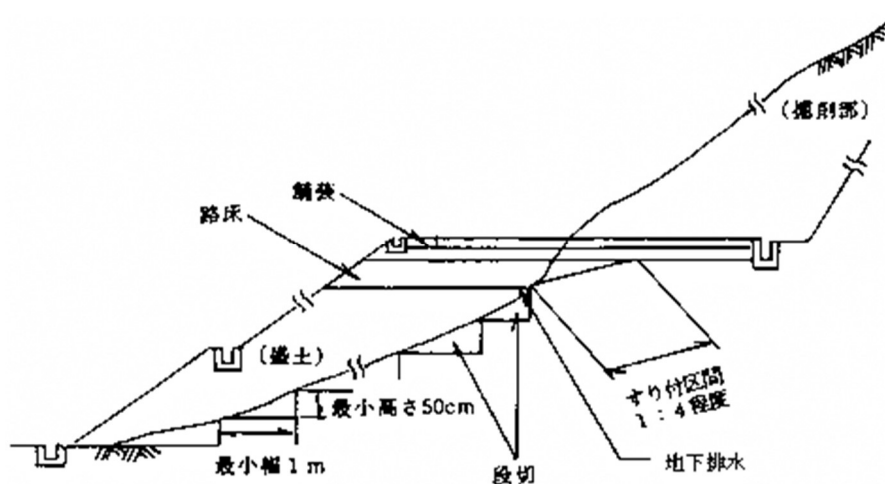 (掘削部)
舗装
路床
(盛土)
すり付区間
1:4程度
最小高さ50cm
最小幅1m
段切
地下排水